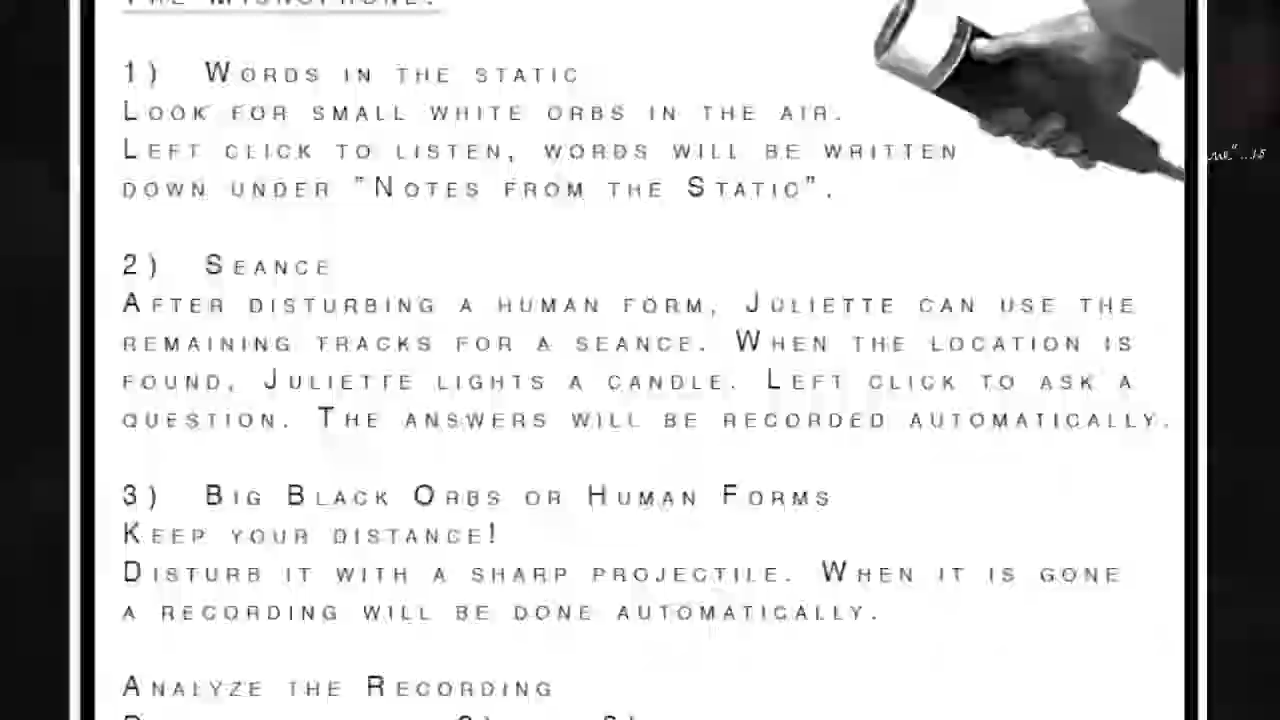 1) Words in the static
Look for small white orbs in the air.
Left click to listen, words will be written
down under "Notes from the Static".
2) Seance
After disturbing a human form, Juliette can use the
remaining tracks for a seance. When the location is
found, Juliette lights a candle. Left click to ask a
question. The answers will be recorded automatically.
3) Big Black Orbs or Human Forms
Keep your distance!
Disturb it with a sharp projectile. When it is gone
a recording will be done automatically.
Analyze the Recording